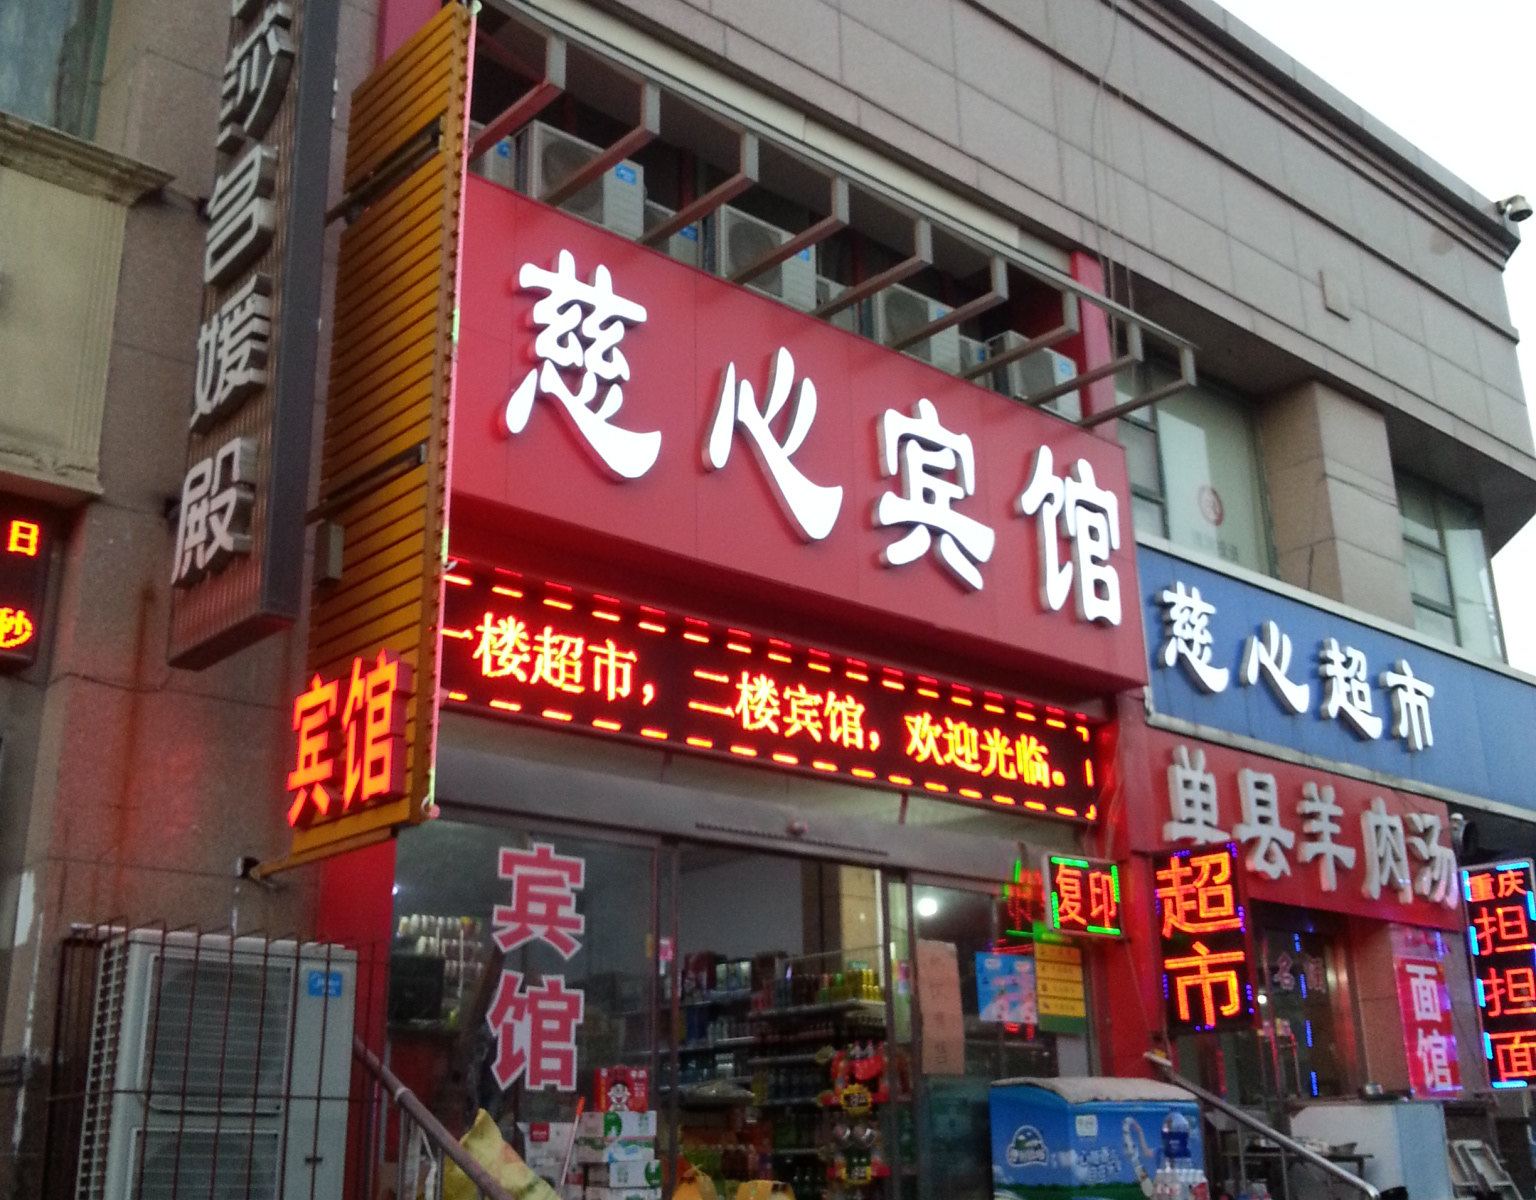 宫媛殿
日
秒
慈心宾馆
一楼超市，二楼宾馆，欢迎光临。
宾馆
宾馆
慈心超市
单县羊肉汤
复印
超市
面馆
重庆
担担面